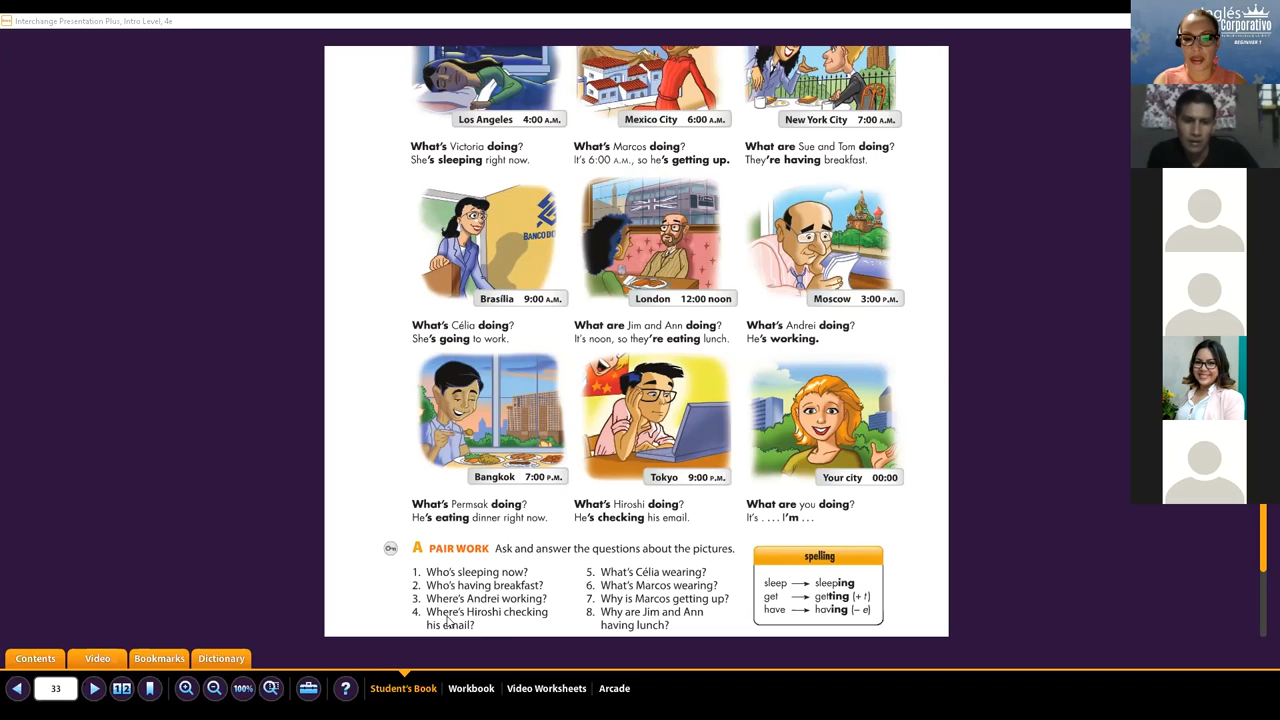 Interchange Presentation Plus, Intro Level, 4e
Inglés
Corporativo
BEGINNER 1
Los Angeles 4:00 A.M.
Mexico City 6:00 A.M.
New York City 7:00 A.M.
What's Victoria doing?
She's sleeping right now.
What's Marcos doing?
It's 6:00 A.M., so he's getting up.
What are Sue and Tom doing?
They're having breakfast.
BANCO DO
Brasília 9:00 A.M.
London 12:00 noon
Moscow 3:00 P.M.
What's Célia doing?
She's going to work.
What are Jim and Ann doing?
It's noon, so they're eating lunch.
What's Andrei doing?
He's working.
Bangkok 7:00 P.M.
Tokyo 9:00 P.M.
Your city 00:00
What's Permsak doing?
He's eating dinner right now.
What's Hiroshi doing?
He's checking his email.
What are you doing?
It's . . . . I'm . . .
A PAIR WORK Ask and answer the questions about the pictures.
1. Who's sleeping now?
2. Who's having breakfast?
3. Where's Andrei working?
4. Where's Hiroshi checking
his email?
5. What's Célia wearing?
6. What's Marcos wearing?
7. Why is Marcos getting up?
8. Why are Jim and Ann
having lunch?
spelling
sleep → sleeping
get → getting (+ t)
have → having (− e)
Contents
Video
Bookmarks
Dictionary
33
100%
Student's Book
Workbook
Video Worksheets
Arcade